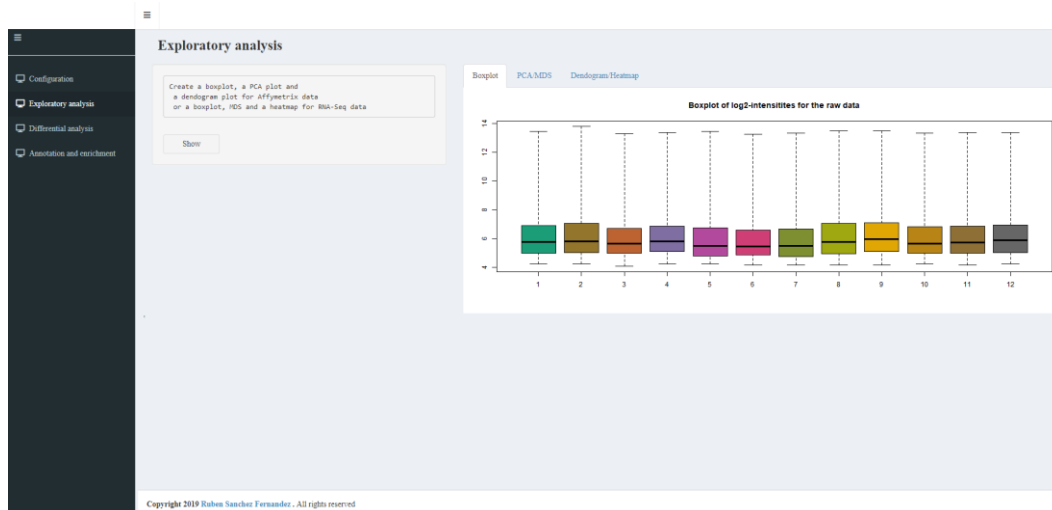 Exploratory analysis
Configuration
Exploratory analysis
Differential analysis
Annotation and enrichment
Create a boxplot, a PCA plot and
a dendogram plot for Affymetrix data
or a boxplot, MDS and a heatmap for RNA-Seq data
Show
Boxplot PCA/MDS Dendogram/Heatmap
Boxplot of log2-intensitites for the raw data
14
12
10
8
6
4
1 2 3 4 5 6 7 8 9 10 11 12
Copyright 2019 Ruben Sanchez Fernandez . All rights reserved